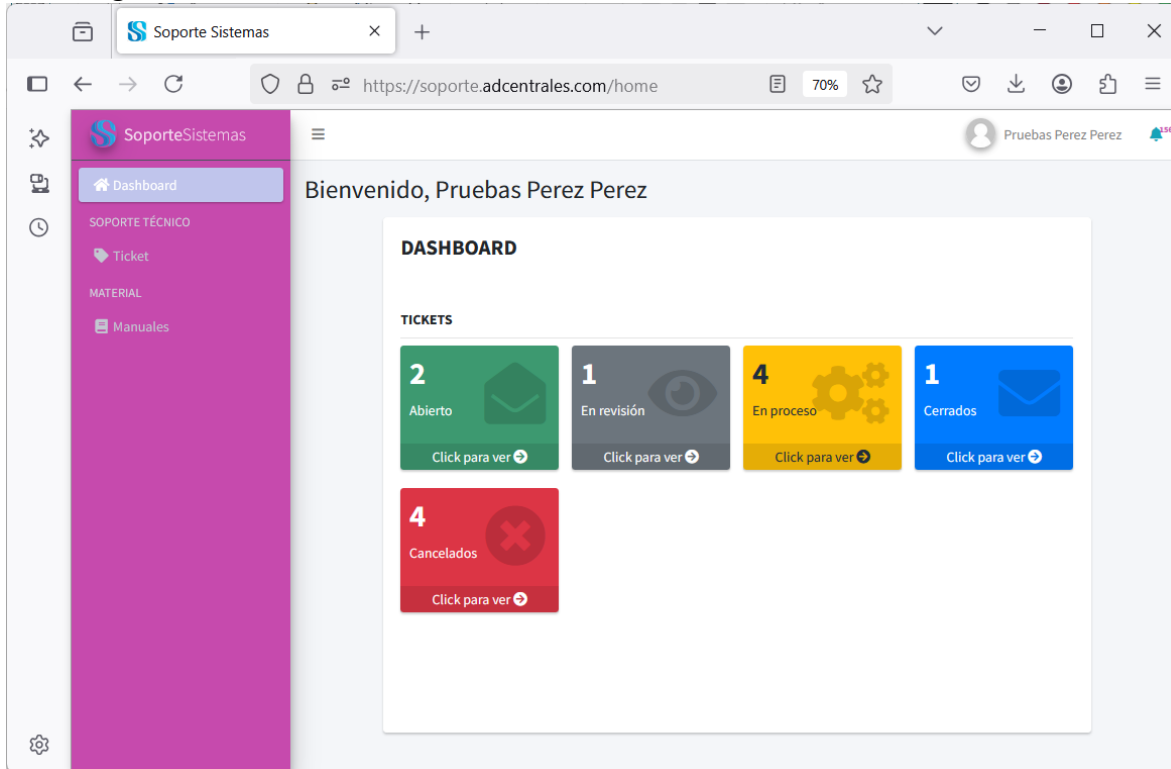 Soporte Sistemas
https://soporte.adcentrales.com/home
70%
SoporteSistemas
Pruebas Perez Perez
Dashboard
SOPORTE TÉCNICO
Ticket
MATERIAL
Manuales
Bienvenido, Pruebas Perez Perez
DASHBOARD
TICKETS
2
Abierto
Click para ver
1
En revisión
Click para ver
4
En proceso
Click para ver
1
Cerrados
Click para ver
4
Cancelados
Click para ver